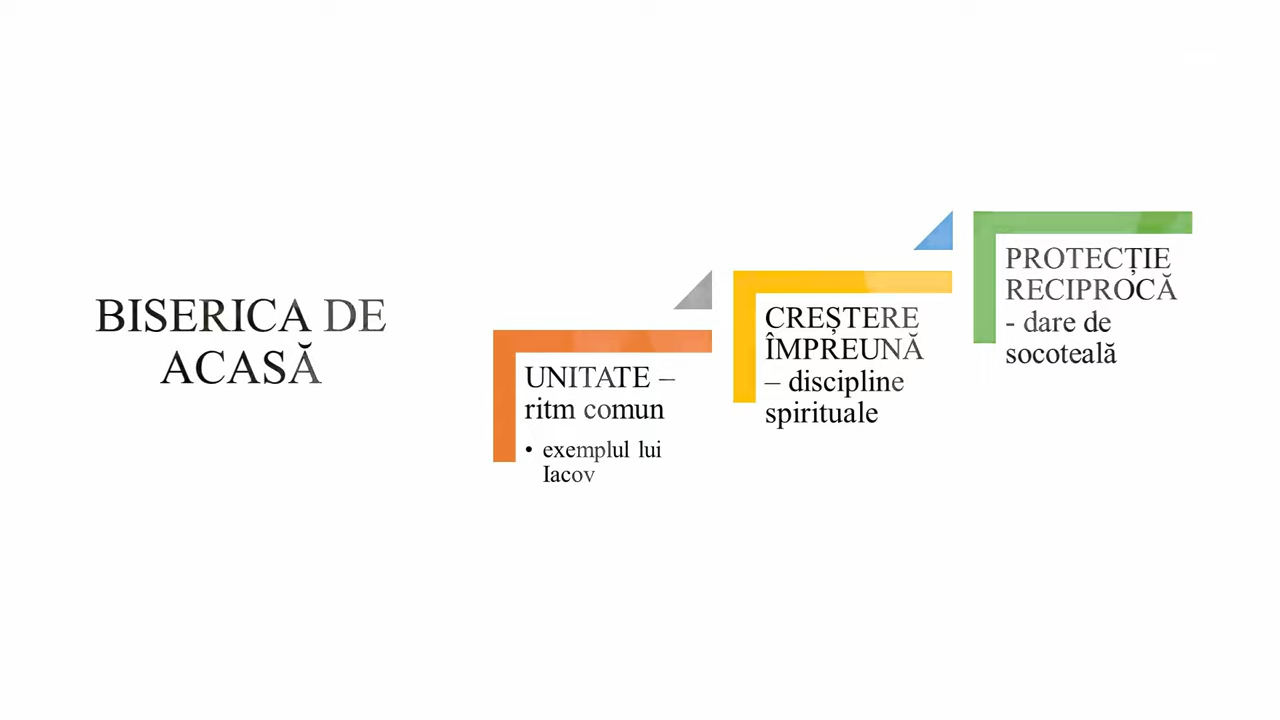 BISERICA DE
ACASĂ
UNITATE –
ritm comun
• exemplul lui
Iacov
CREȘTERE
ÎMPREUNĂ
– discipline
spirituale
PROTECȚIE
RECIPROCĂ
- dare de
socoteală